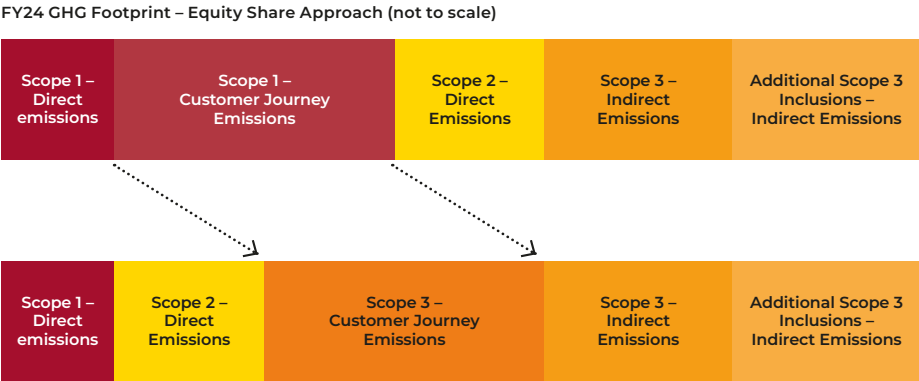 FY24 GHG Footprint – Equity Share Approach (not to scale)
Scope 1 –
Direct
emissions
Scope 1 –
Customer Journey
Emissions
Scope 2 –
Direct
Emissions
Scope 3 –
Indirect
Emissions
Additional Scope 3
Inclusions –
Indirect Emissions
Scope 1 –
Direct
emissions
Scope 2 –
Direct
Emissions
Scope 3 –
Customer Journey
Emissions
Scope 3 –
Indirect
Emissions
Additional Scope 3
Inclusions –
Indirect Emissions